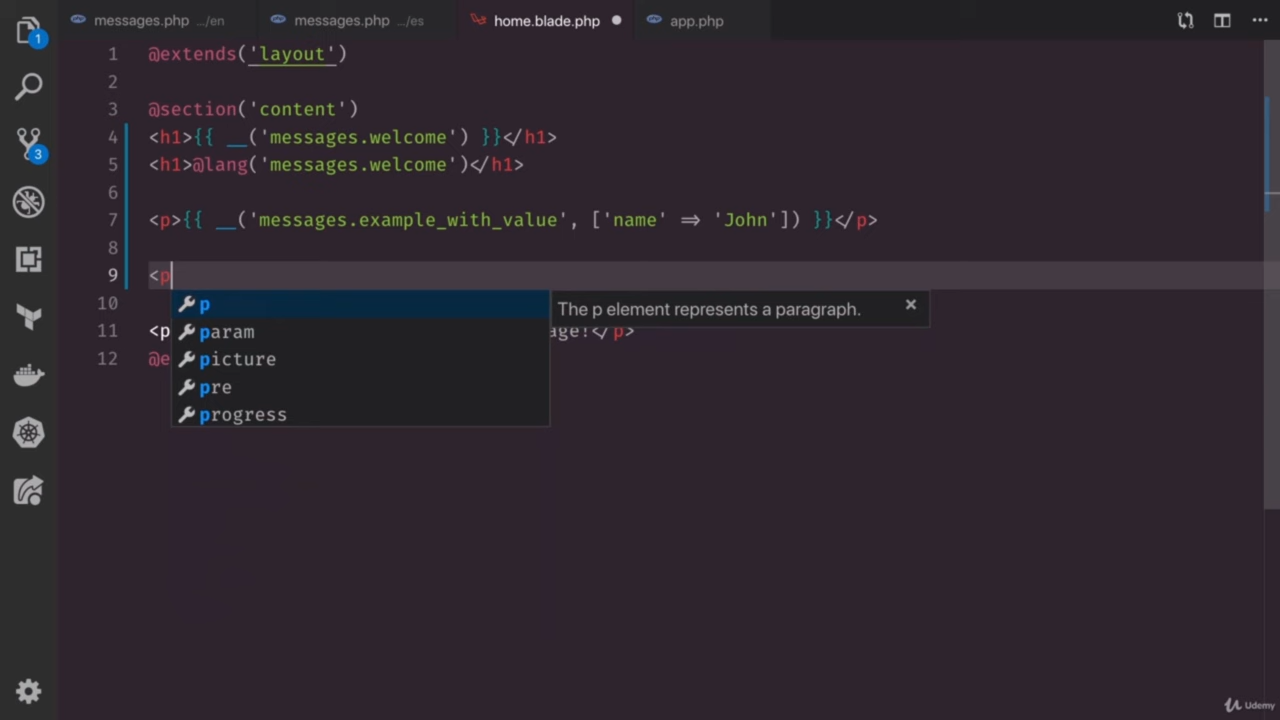 messages.php .../en messages.php .../es home.blade.php app.php
1
1 @extends('layout')
2
3 @section('content')
4 <h1>{{ __('messages.welcome') }}</h1>
5 <h1>@lang('messages.welcome')</h1>
3
6
7 <p>{{ __('messages.example_with_value', ['name' => 'John']) }}</p>
8
9 <p
10 p The p element represents a paragraph. ×
11 <p param age!</p>
12 @e picture
pre
progress
Udemy